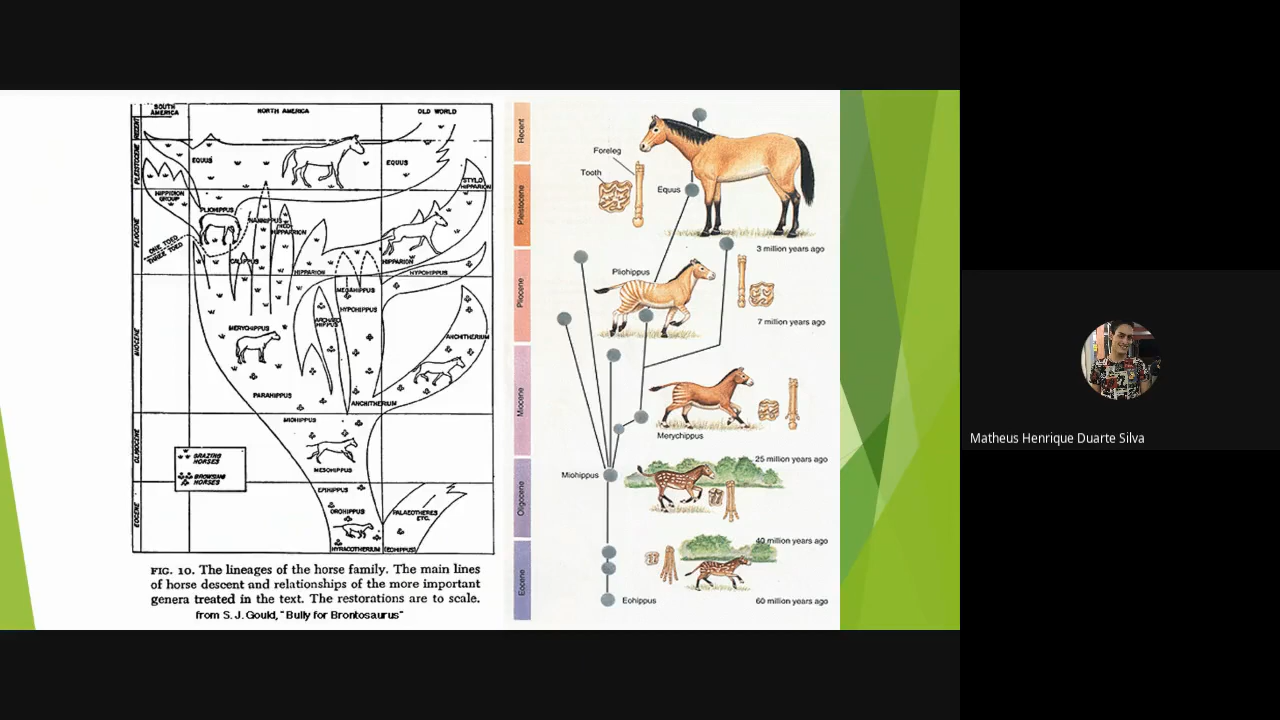 SOUTH
AMERICA
NORTH AMERICA
OLD WORLD
RECENT
PLEISTOCENE
EQUUS
EQUUS
STYLO
HIPPARION
HIPPIDION
GROUP
PLIOHIPPUS
NANNIPPUS
NEO
HIPPARION
PLIOCENE
ONE TOED
THREE TOED
CALIPPUS
HIPPARION
HIPPARION
HYPOHIPPUS
MEGAHIPPUS
HYPOHIPPUS
ARCHAEO
HIPPUS
MERYCHIPPUS
ANCHITHERIUM
MIOCENE
PARAHIPPUS
ANCHITHERIUM
MIOHIPPUS
OLIGOCENE
GRAZING
HORSES
BROWSING
HORSES
MESOHIPPUS
EPIHIPPUS
EOCENE
OROHIPPUS
PALAEOTHERES
ETC.
HYRACOTHERIUM (EOHIPPUS)
FIG. 10. The lineages of the horse family. The main lines
of horse descent and relationships of the more important
genera treated in the text. The restorations are to scale.
from S. J. Gould, "Bully for Brontosaurus"
Recent
Foreleg
Tooth
Equus
Pleistocene
3 million years ago
Pliohippus
Pliocene
7 million years ago
Miocene
Merychippus
25 million years ago
Miohippus
Oligocene
40 million years ago
Eocene
Eohippus
60 million years ago
Matheus Henrique Duarte Silva